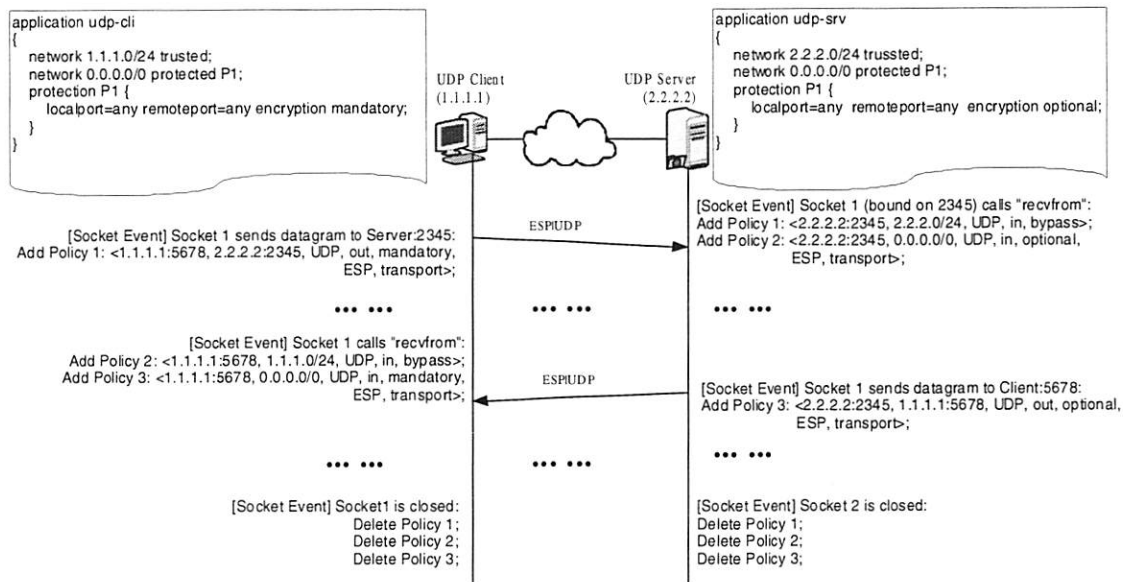 application udp-cli
{
network 1.1.1.0/24 trusted;
network 0.0.0.0/0 protected P1;
protection P1 {
localport=any remoteport=any encryption mandatory;
}
}
application udp-srv
{
network 2.2.2.0/24 trussted;
network 0.0.0.0/0 protected P1;
protection P1 {
localport=any remoteport=any encryption optional;
}
}
UDP Client
(1.1.1.1)
UDP Server
(2.2.2.2)
[Socket Event] Socket 1 (bound on 2345) calls "recvfrom":
Add Policy 1: <2.2.2.2:2345, 2.2.2.0/24, UDP, in, bypass>;
Add Policy 2: <2.2.2.2:2345, 0.0.0.0/0, UDP, in, optional,
ESP, transport>;
ESP|UDP
[Socket Event] Socket 1 sends datagram to Server:2345:
Add Policy 1: <1.1.1.1:5678, 2.2.2.2:2345, UDP, out, mandatory,
ESP, transport>;
••• ••• ••• ••• ••• •••
[Socket Event] Socket 1 calls "recvfrom":
Add Policy 2: <1.1.1.1:5678, 1.1.1.0/24, UDP, in, bypass>;
Add Policy 3: <1.1.1.1:5678, 0.0.0.0/0, UDP, in, mandatory,
ESP, transport>;
ESP|UDP
[Socket Event] Socket 1 sends datagram to Client:5678:
Add Policy 3: <2.2.2.2:2345, 1.1.1.1:5678, UDP, out, optional,
ESP, transport>;
••• ••• ••• ••• ••• •••
[Socket Event] Socket1 is closed:
Delete Policy 1;
Delete Policy 2;
Delete Policy 3;
[Socket Event] Socket 2 is closed:
Delete Policy 1;
Delete Policy 2;
Delete Policy 3;